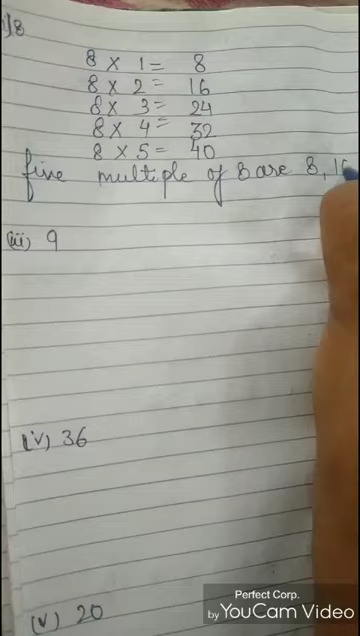 8
8 × 1 = 8
8 × 2 = 16
8 × 3 = 24
8 × 4 = 32
8 × 5 = 40
five multiple of 8 are 8, 16
(iii) 9
(iv) 36
(v) 20
Perfect Corp.
by YouCam Video